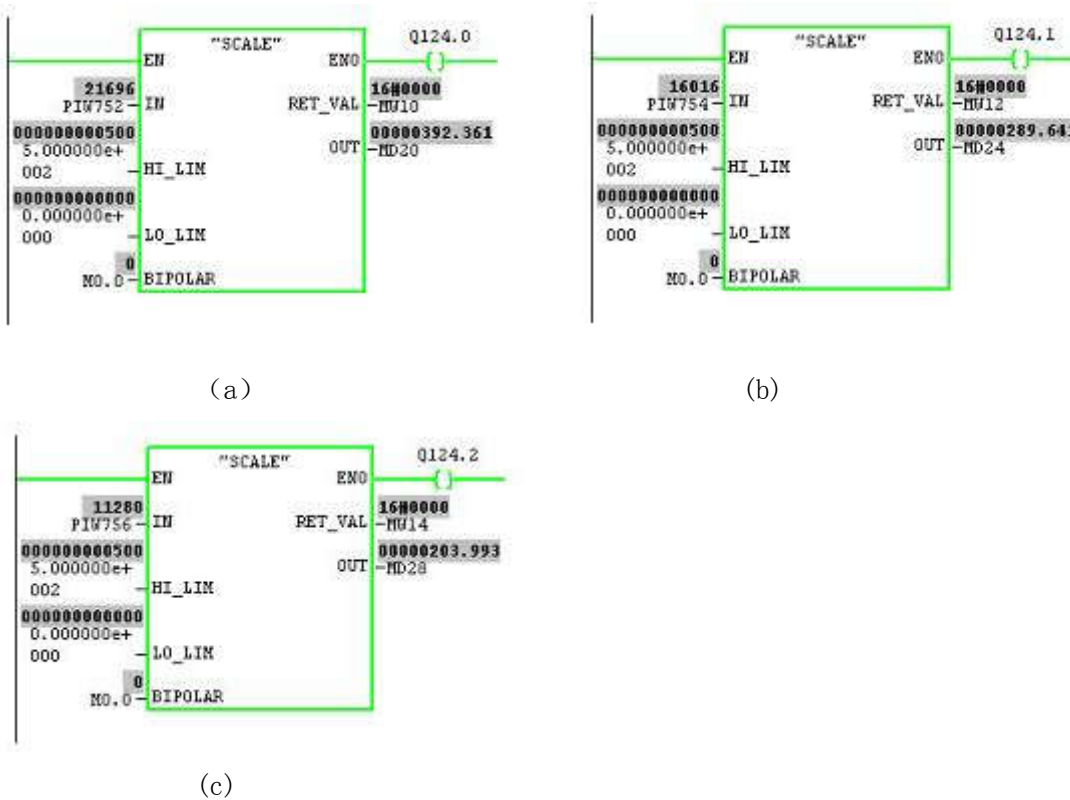 "SCALE"
Q124.0
EN
ENO
21696
16#0000
PIW752
IN
RET_VAL
MW10
000000000500
00000392.361
5.000000e+
OUT
MD20
002
HI_LIM
000000000000
0.000000e+
000
LO_LIM
0
M0.0
BIPOLAR
(a)
"SCALE"
Q124.1
EN
ENO
16016
16#0000
PIW754
IN
RET_VAL
MW12
000000000500
00000289.641
5.000000e+
OUT
MD24
002
HI_LIM
000000000000
0.000000e+
000
LO_LIM
0
M0.0
BIPOLAR
(b)
"SCALE"
Q124.2
EN
ENO
11280
16#0000
PIW756
IN
RET_VAL
MW14
000000000500
00000203.993
5.000000e+
OUT
MD28
002
HI_LIM
000000000000
0.000000e+
000
LO_LIM
0
M0.0
BIPOLAR
(c)